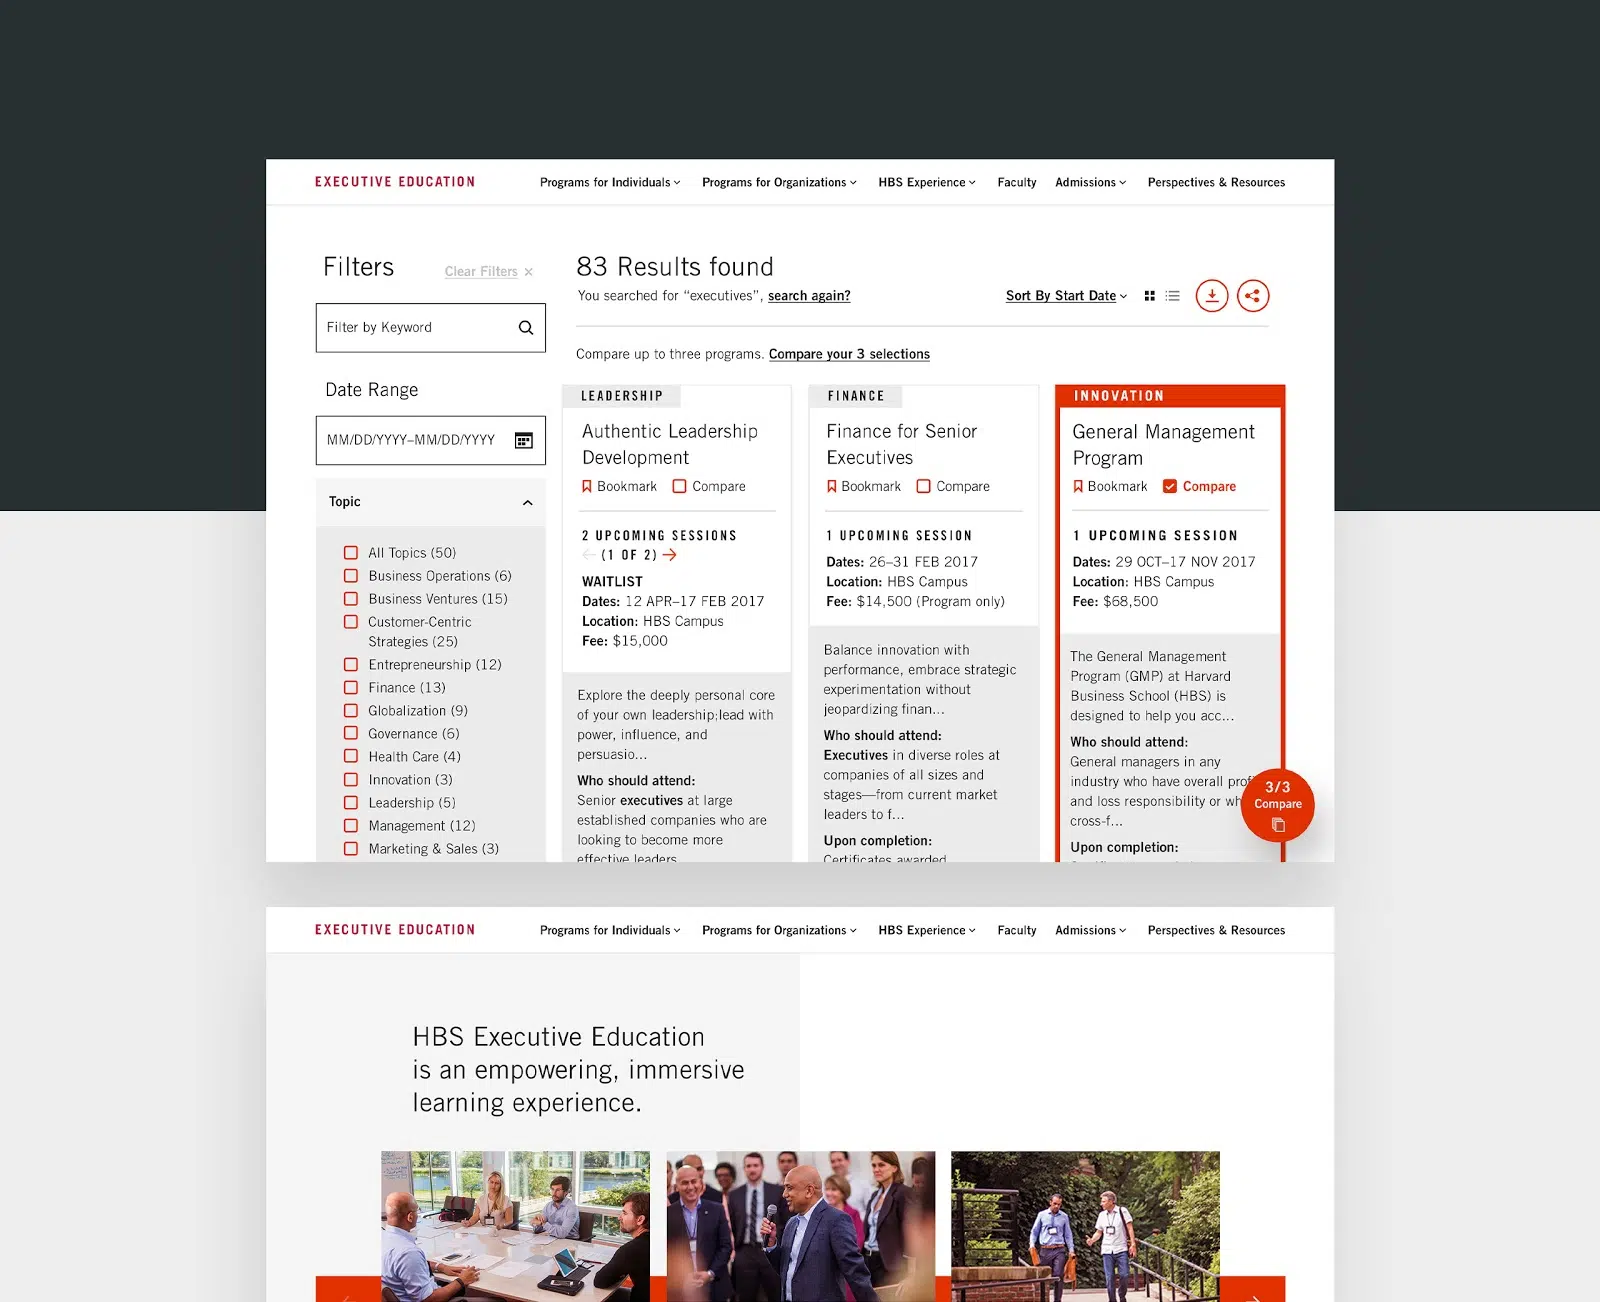 EXECUTIVE EDUCATION
Programs for Individuals
Programs for Organizations
HBS Experience
Faculty
Admissions
Perspectives & Resources
Filters
Clear Filters ×
Filter by Keyword
Date Range
MM/DD/YYYY–MM/DD/YYYY
Topic
All Topics (50)
Business Operations (6)
Business Ventures (15)
Customer-Centric
Strategies (25)
Entrepreneurship (12)
Finance (13)
Globalization (9)
Governance (6)
Health Care (4)
Innovation (3)
Leadership (5)
Management (12)
Marketing & Sales (3)
83 Results found
You searched for “executives”, search again?
Sort By Start Date
Compare up to three programs. Compare your 3 selections
LEADERSHIP
Authentic Leadership
Development
Bookmark
Compare
2 UPCOMING SESSIONS
← (1 OF 2) →
WAITLIST
Dates: 12 APR–17 FEB 2017
Location: HBS Campus
Fee: $15,000
Explore the deeply personal core
of your own leadership;lead with
power, influence, and
persuasio...
Who should attend:
Senior executives at large
established companies who are
looking to become more
effective leaders
FINANCE
Finance for Senior
Executives
Bookmark
Compare
1 UPCOMING SESSION
Dates: 26–31 FEB 2017
Location: HBS Campus
Fee: $14,500 (Program only)
Balance innovation with
performance, embrace strategic
experimentation without
jeopardizing finan...
Who should attend:
Executives in diverse roles at
companies of all sizes and
stages—from current market
leaders to f...
Upon completion:
Certificates awarded
INNOVATION
General Management
Program
Bookmark
Compare
1 UPCOMING SESSION
Dates: 29 OCT–17 NOV 2017
Location: HBS Campus
Fee: $68,500
The General Management
Program (GMP) at Harvard
Business School (HBS) is
designed to help you acc...
Who should attend:
General managers in any
industry who have overall prof
and loss responsibility or wh
cross-f...
Upon completion:
3/3
Compare
EXECUTIVE EDUCATION
Programs for Individuals
Programs for Organizations
HBS Experience
Faculty
Admissions
Perspectives & Resources
HBS Executive Education
is an empowering, immersive
learning experience.